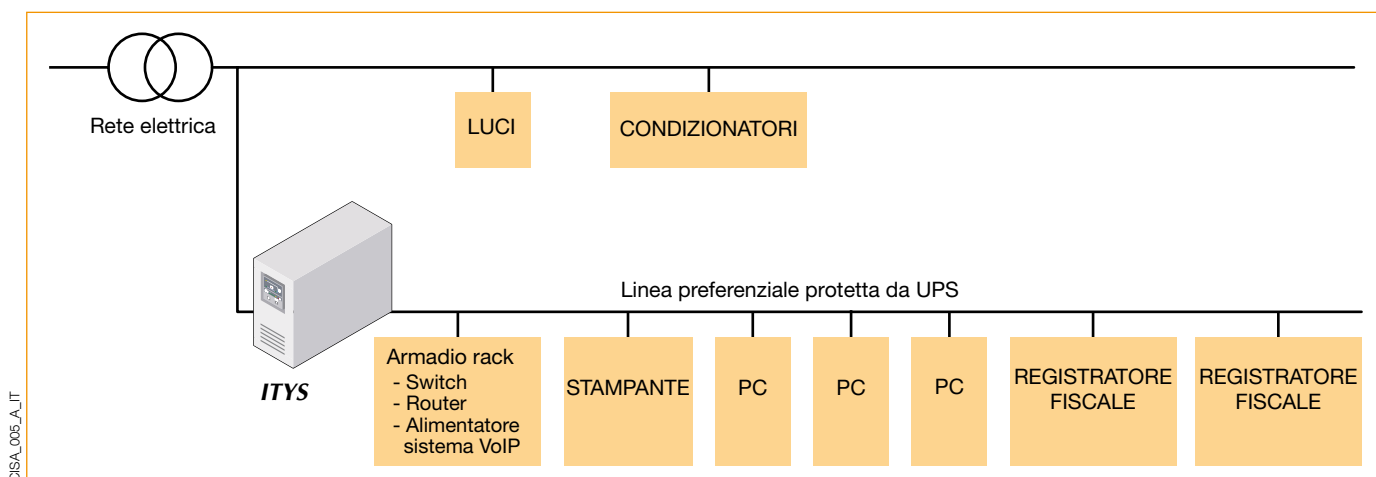 Rete elettrica
LUCI
CONDIZIONATORI
Linea preferenziale protetta da UPS
ITYS
Armadio rack
- Switch
- Router
- Alimentatore
sistema VoIP
STAMPANTE
PC
PC
PC
REGISTRATORE
FISCALE
REGISTRATORE
FISCALE
CISA_005_A_IT